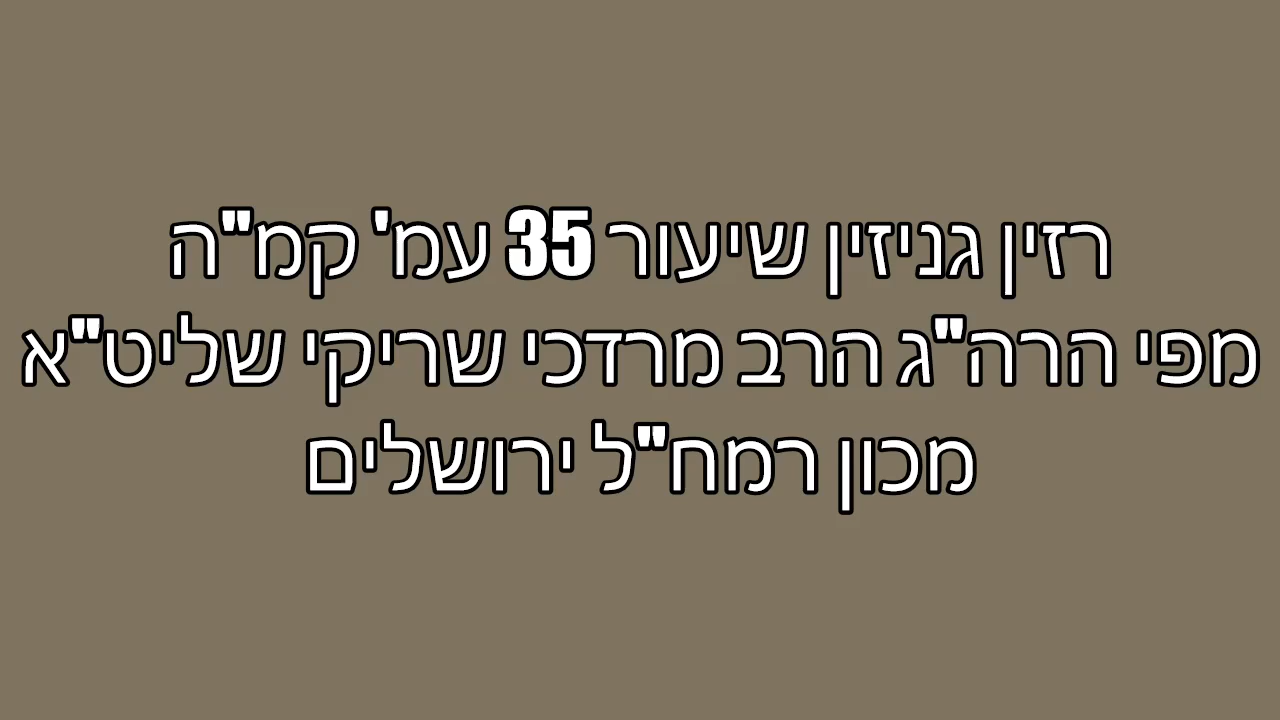 רזין גניזין שיעור 35 עמ' קמ"ה
מפי הרה"ג הרב מרדכי שריקי שליט"א
מכון רמח"ל ירושלים